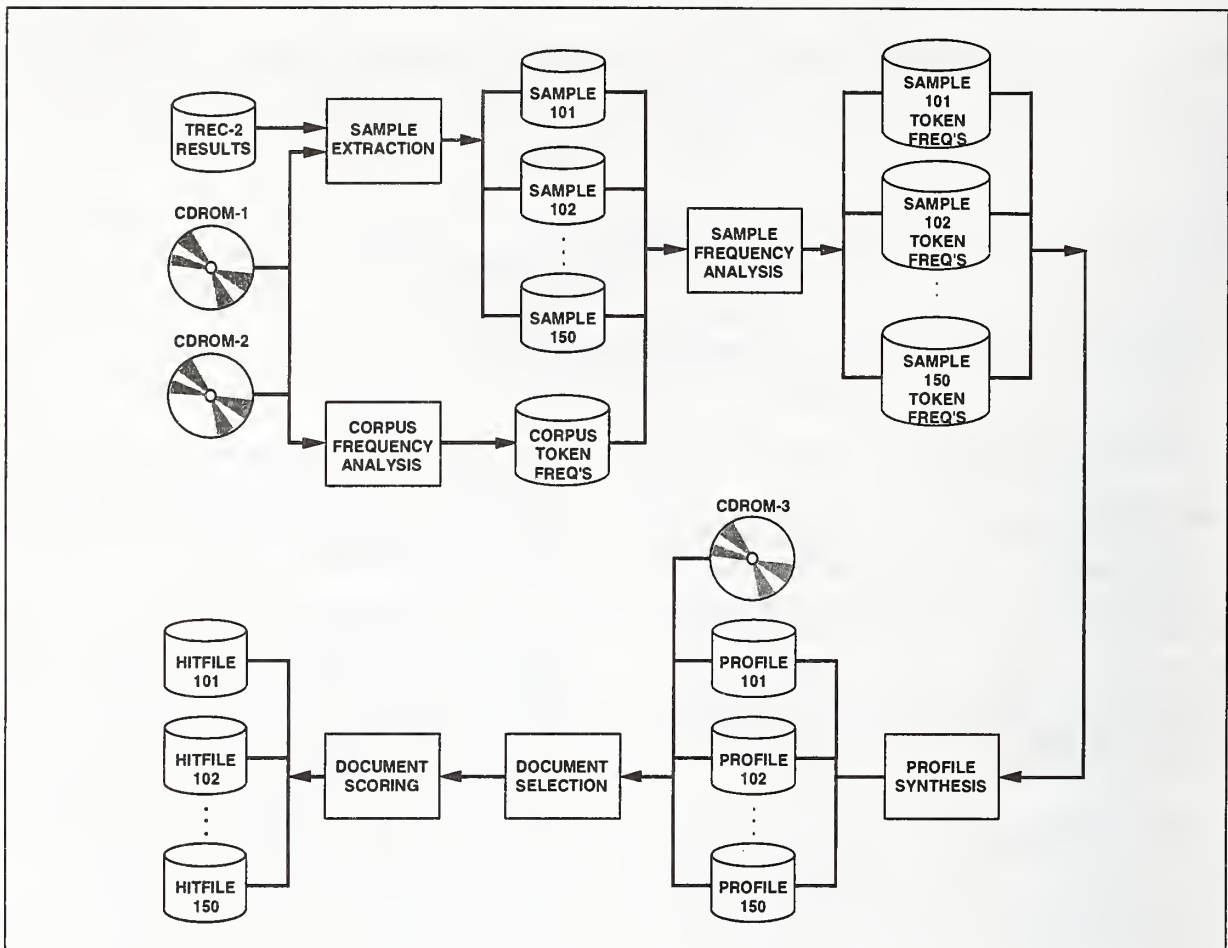 TREC-2
RESULTS
SAMPLE
EXTRACTION
SAMPLE
101
SAMPLE
102
SAMPLE
150
CDROM-1
CDROM-2
CORPUS
FREQUENCY
ANALYSIS
CORPUS
TOKEN
FREQ'S
SAMPLE
FREQUENCY
ANALYSIS
SAMPLE
101
TOKEN
FREQ'S
SAMPLE
102
TOKEN
FREQ'S
SAMPLE
150
TOKEN
FREQ'S
CDROM-3
HITFILE
101
HITFILE
102
HITFILE
150
DOCUMENT
SCORING
DOCUMENT
SELECTION
PROFILE
101
PROFILE
102
PROFILE
150
PROFILE
SYNTHESIS